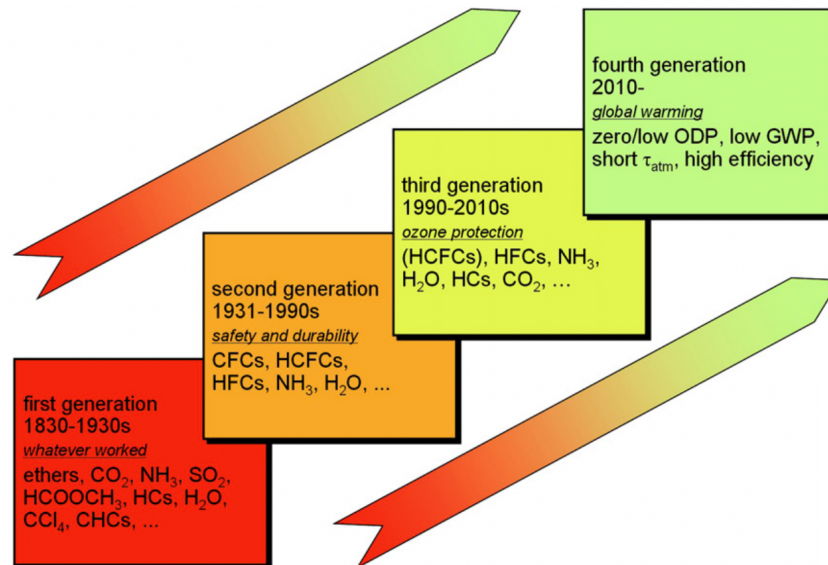 fourth generation
2010-
global warming
zero/low ODP, low GWP,
short τatm, high efficiency
third generation
1990-2010s
ozone protection
(HCFCs), HFCs, NH₃,
H₂O, HCs, CO₂, ...
second generation
1931-1990s
safety and durability
CFCs, HCFCs,
HFCs, NH₃, H₂O, ...
first generation
1830-1930s
whatever worked
ethers, CO₂, NH₃, SO₂,
HCOOCH₃, HCs, H₂O,
CCl₄, CHCs, ...